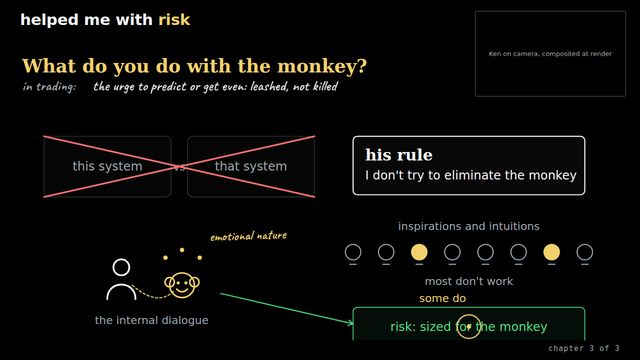 helped me with risk
Ken on camera, composited at render
What do you do with the monkey?
in trading: the urge to predict or get even: leashed, not killed
this system vs that system
his rule
I don't try to eliminate the monkey
emotional nature
the internal dialogue
inspirations and intuitions
most don't work
some do
risk: sized for the monkey
chapter 3 of 3